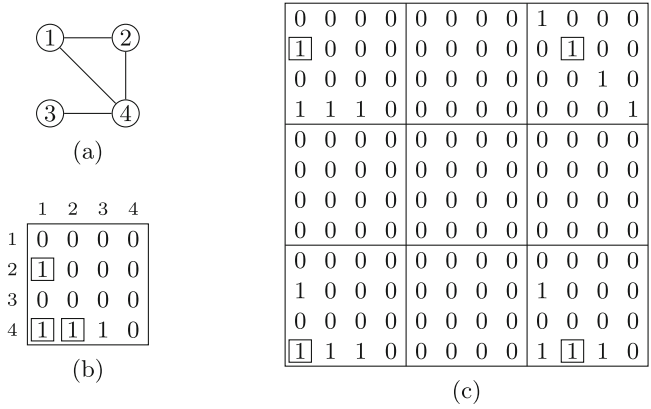 1 2
3 4
(a)
1 2 3 4
1 0 0 0 0
2 1 0 0 0
3 0 0 0 0
4 1 1 1 0
(b)
0 0 0 0 0 0 0 0 1 0 0 0
1 0 0 0 0 0 0 0 0 1 0 0
0 0 0 0 0 0 0 0 0 0 1 0
1 1 1 0 0 0 0 0 0 0 0 1
0 0 0 0 0 0 0 0 0 0 0 0
0 0 0 0 0 0 0 0 0 0 0 0
0 0 0 0 0 0 0 0 0 0 0 0
0 0 0 0 0 0 0 0 0 0 0 0
0 0 0 0 0 0 0 0 0 0 0 0
1 0 0 0 0 0 0 0 1 0 0 0
0 0 0 0 0 0 0 0 0 0 0 0
1 1 1 0 0 0 0 0 1 1 1 0
(c)